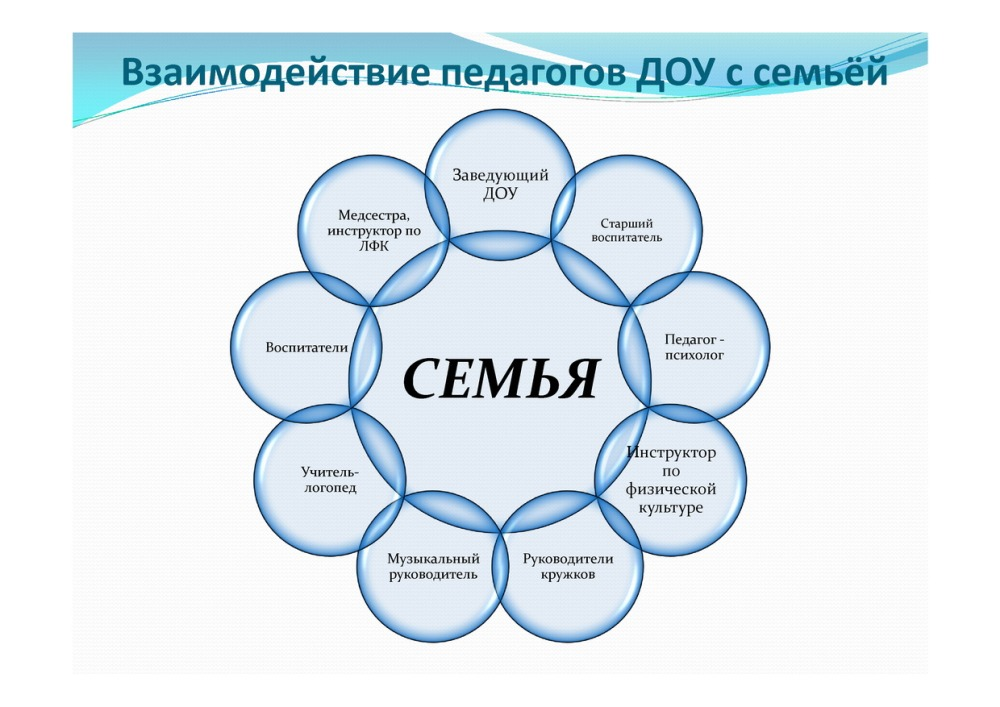 Взаимодействие педагогов ДОУ с семьёй
Заведующий
ДОУ
Старший
воспитатель
Педагог -
психолог
Инструктор
по
физической
культуре
Руководители
кружков
Музыкальный
руководитель
Учитель-
логопед
Воспитатели
Медсестра,
инструктор по
ЛФК
СЕМЬЯ